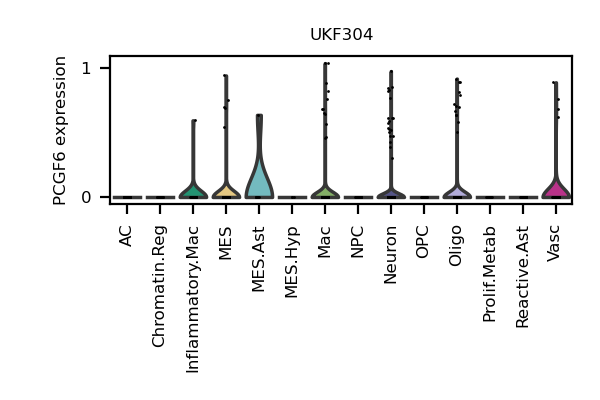 UKF304
PCGF6 expression
1
0
AC
Chromatin.Reg
Inflammatory.Mac
MES
MES.Ast
MES.Hyp
Mac
NPC
Neuron
OPC
Oligo
Prolif.Metab
Reactive.Ast
Vasc